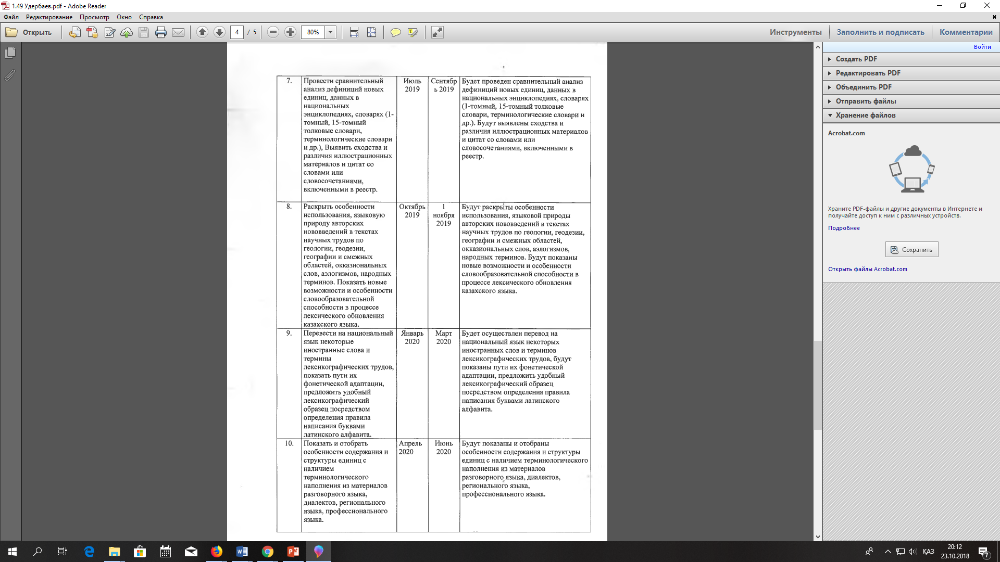 1.49 Удербаев.pdf - Adobe Reader
Файл Редактирование Просмотр Окно Справка
Открыть 4 / 5 80% Инструменты Заполнить и подписать Комментарии
7.
Провести сравнительный
анализ дефиниций новых
единиц, данных в
национальных
энциклопедиях, словарях (1-
томный, 15-томный
толковые словари,
терминологические словари
и др.), Выявить сходства и
различия иллюстрационных
материалов и цитат со
словами или
словосочетаниями,
включенными в реестр.
Июль
2019
Сентябр
ь 2019
Будет проведен сравнительный анализ
дефиниций новых единиц, данных в
национальных энциклопедиях, словарях
(1-томный, 15-томный толковые
словари, терминологические словари и
др.). Будут выявлены сходства и
различия иллюстрационных материалов
и цитат со словами или
словосочетаниями, включенными в
реестр.
8.
Раскрыть особенности
использования, языковую
природу авторских
нововведений в текстах
научных трудов по
геологии, геодезии,
географии и смежных
областей, окказиональных
слов, аэлогизмов, народных
терминов. Показать новые
возможности и особенности
словообразовательной
способности в процессе
лексического обновления
казахского языка.
Октябрь
2019
1
ноября
2019
Будут раскрыты особенности
использования, языковой природы
авторских нововведений в текстах
научных трудов по геологии, геодезии,
географии и смежных областей,
окказиональных слов, аэлогизмов,
народных терминов. Будут показаны
новые возможности и особенности
словообразовательной способности в
процессе лексического обновления
казахского языка.
9.
Перевести на национальный
язык некоторые
иностранные слова и
термины
лексикографических трудов,
показать пути их
фонетической адаптации,
предложить удобный
лексикографический
образец посредством
определения правила
написания буквами
латинского алфавита.
Январь
2020
Март
2020
Будет осуществлен перевод на
национальный язык некоторых
иностранных слов и терминов
лексикографических трудов, будут
показаны пути их фонетической
адаптации, предложить удобный
лексикографический образец
посредством определения правила
написания буквами латинского
алфавита.
10.
Показать и отобрать
особенности содержания и
структуры единиц с
наличием
терминологического
наполнения из материалов
разговорного языка,
диалектов, регионального
языка, профессионального
языка.
Апрель
2020
Июнь
2020
Будут показаны и отобраны
особенности содержания и структуры
единиц с наличием терминологического
наполнения из материалов
разговорного языка, диалектов,
регионального языка,
профессионального языка.
Войти
Создать PDF
Редактировать PDF
Объединить PDF
Отправить файлы
Хранение файлов
Acrobat.com
Храните PDF-файлы и другие документы в Интернете и
получайте доступ к ним с различных устройств.
Подробнее
Сохранить
Открыть файлы Acrobat.com
ҚАЗ
20:12
23.10.2018
7